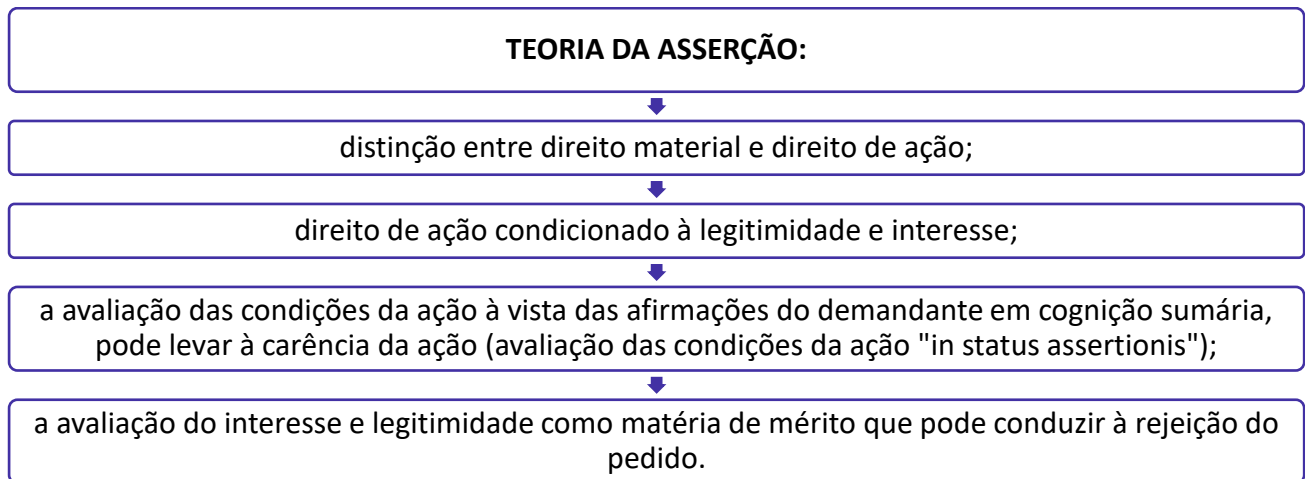 TEORIA DA ASSERÇÃO:
distinção entre direito material e direito de ação;
direito de ação condicionado à legitimidade e interesse;
a avaliação das condições da ação à vista das afirmações do demandante em cognição sumária,
pode levar à carência da ação (avaliação das condições da ação "in status assertionis");
a avaliação do interesse e legitimidade como matéria de mérito que pode conduzir à rejeição do
pedido.